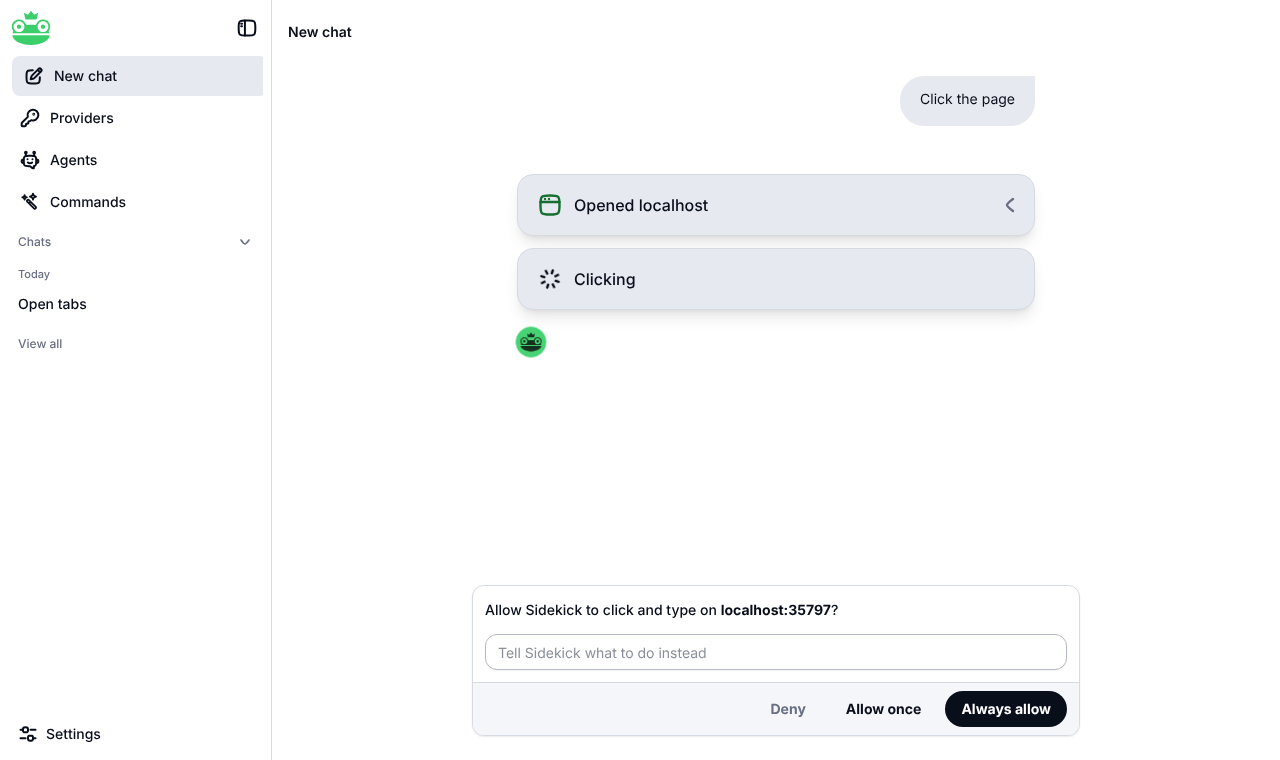 New chat
Providers
Agents
Commands
Chats
Today
Open tabs
View all
Settings
New chat
Click the page
Opened localhost
Clicking
Allow Sidekick to click and type on localhost:35797?
Tell Sidekick what to do instead
Deny
Allow once
Always allow